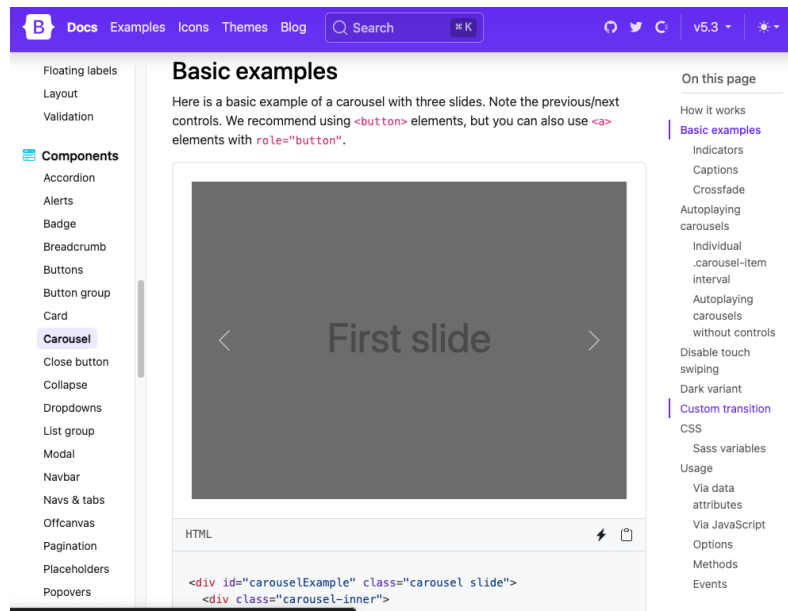 B Docs Examples Icons Themes Blog Search ⌘K v5.3
Floating labels
Layout
Validation
Components
Accordion
Alerts
Badge
Breadcrumb
Buttons
Button group
Card
Carousel
Close button
Collapse
Dropdowns
List group
Modal
Navbar
Navs & tabs
Offcanvas
Pagination
Placeholders
Popovers
Basic examples
Here is a basic example of a carousel with three slides. Note the previous/next
controls. We recommend using <button> elements, but you can also use <a>
elements with role="button".
First slide
HTML
<div id="carouselExample" class="carousel slide">
<div class="carousel-inner">
On this page
How it works
Basic examples
Indicators
Captions
Crossfade
Autoplaying
carousels
Individual
.carousel-item
interval
Autoplaying
carousels
without controls
Disable touch
swiping
Dark variant
Custom transition
CSS
Sass variables
Usage
Via data
attributes
Via JavaScript
Options
Methods
Events